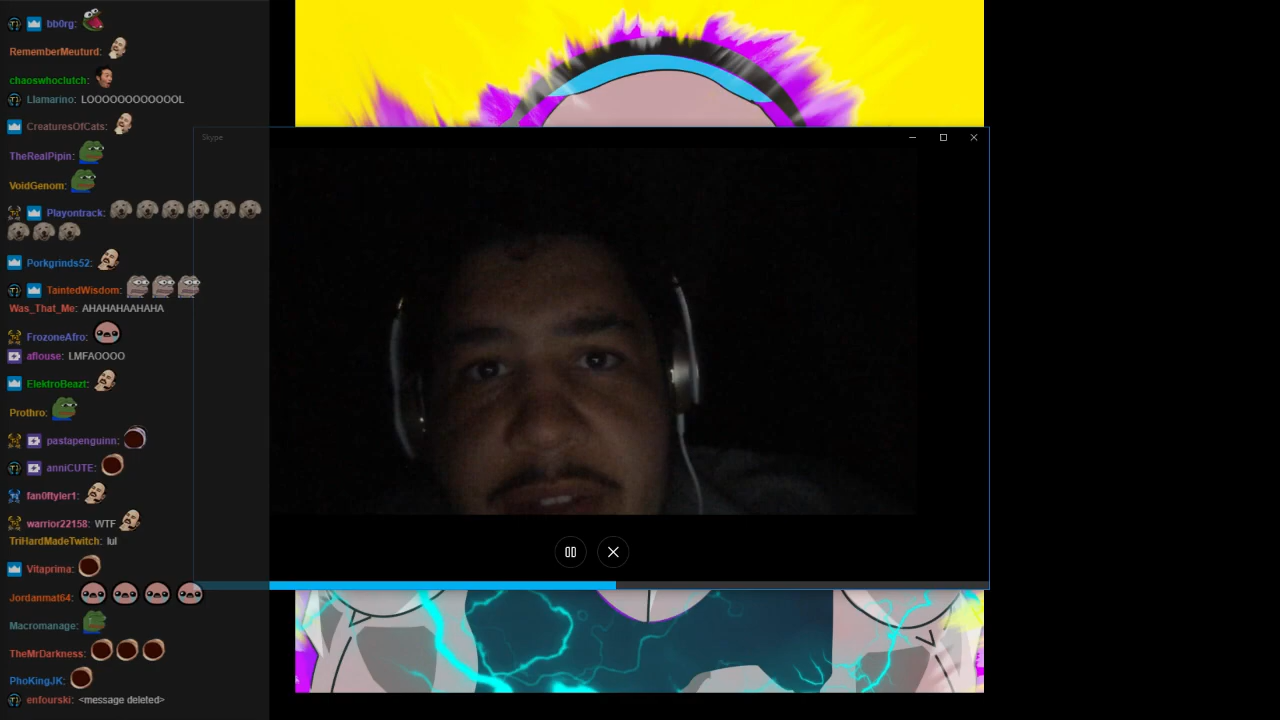 bb0rg:
RememberMeuturd:
chaoswhoclutch:
Llamarino: LOOOOOOOOOOOOL
CreaturesOfCats:
Skype
TheRealPipin:
VoidGenom:
Playontrack:
Porkgrinds52:
TaintedWisdom:
Was_That_Me: AHAHAHAAHAHA
FrozoneAfro:
aflouse: LMFAOOOO
ElektroBeazt:
Prothro:
pastapenguinn:
anniCUTE:
fan0ftyler1:
warrior22158: WTF
TriHardMadeTwitch: lul
Vitaprima:
Jordanmat64:
Macromanage:
TheMrDarkness:
PhoKingJK:
enfourski: <message deleted>